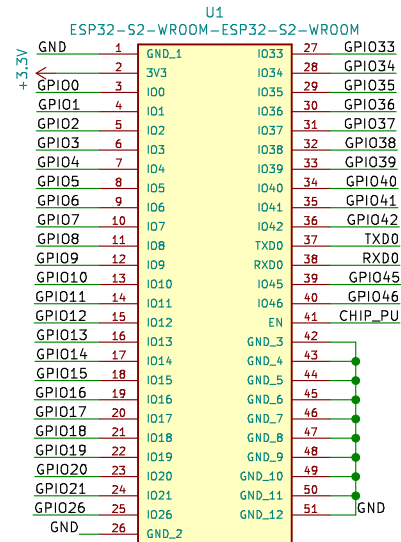 U1
ESP32-S2-WROOM-ESP32-S2-WROOM
GND 1 GND_1 IO33 27 GPIO33
+3.3V 2 3V3 IO34 28 GPIO34
GPIO0 3 IO0 IO35 29 GPIO35
GPIO1 4 IO1 IO36 30 GPIO36
GPIO2 5 IO2 IO37 31 GPIO37
GPIO3 6 IO3 IO38 32 GPIO38
GPIO4 7 IO4 IO39 33 GPIO39
GPIO5 8 IO5 IO40 34 GPIO40
GPIO6 9 IO6 IO41 35 GPIO41
GPIO7 10 IO7 IO42 36 GPIO42
GPIO8 11 IO8 TXD0 37 TXD0
GPIO9 12 IO9 RXD0 38 RXD0
GPIO10 13 IO10 IO45 39 GPIO45
GPIO11 14 IO11 IO46 40 GPIO46
GPIO12 15 IO12 EN 41 CHIP_PU
GPIO13 16 IO13 GND_3 42
GPIO14 17 IO14 GND_4 43
GPIO15 18 IO15 GND_5 44
GPIO16 19 IO16 GND_6 45
GPIO17 20 IO17 GND_7 46
GPIO18 21 IO18 GND_8 47
GPIO19 22 IO19 GND_9 48
GPIO20 23 IO20 GND_10 49
GPIO21 24 IO21 GND_11 50
GPIO26 25 IO26 GND_12 51 GND
GND 26 GND_2